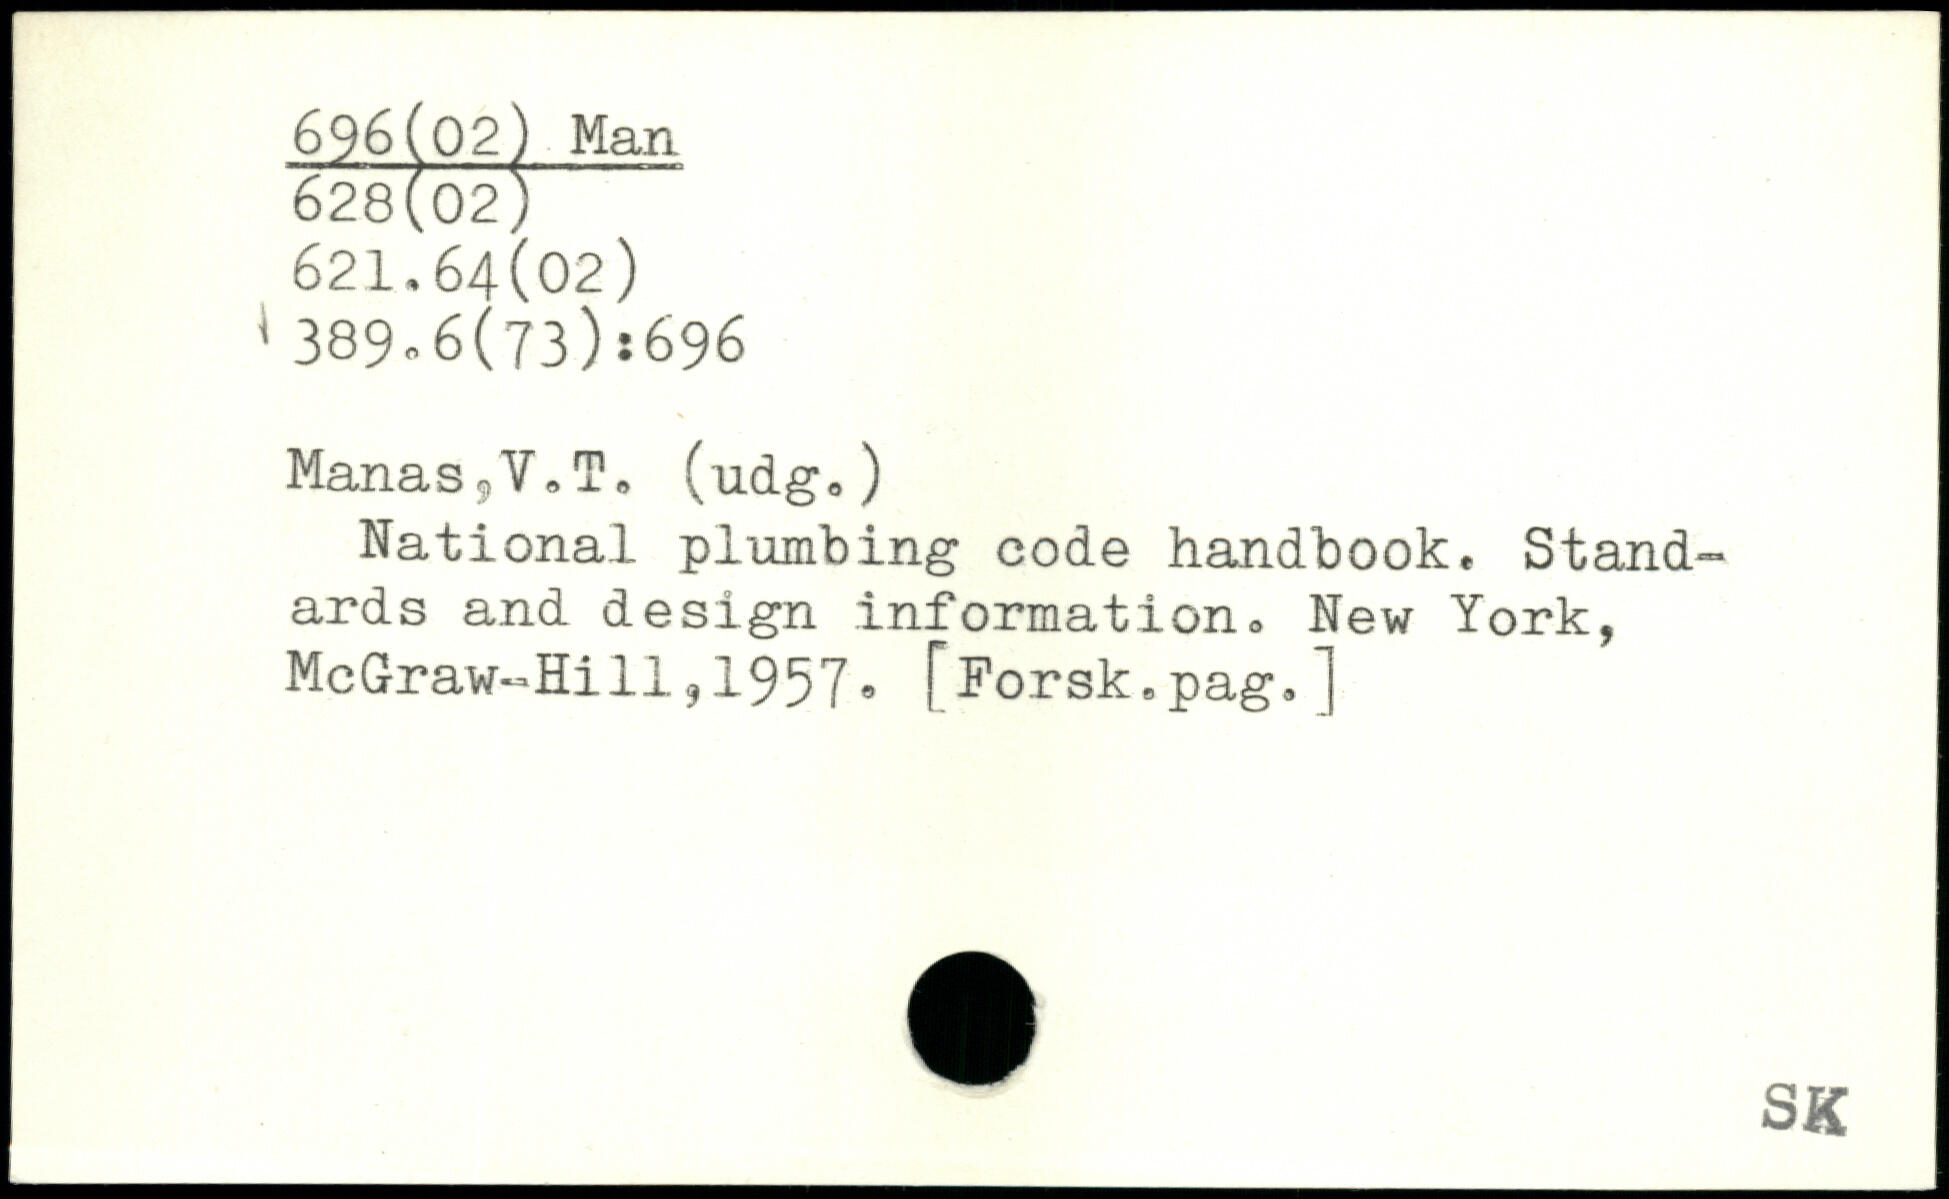 696(02) Man
628(02)
621.64(02)
389.6(73):696
Manas,V.T. (udg.)
National plumbing code handbook. Stand-
ards and design information. New York,
McGraw-Hill,1957. [Forsk.pag.]
SK